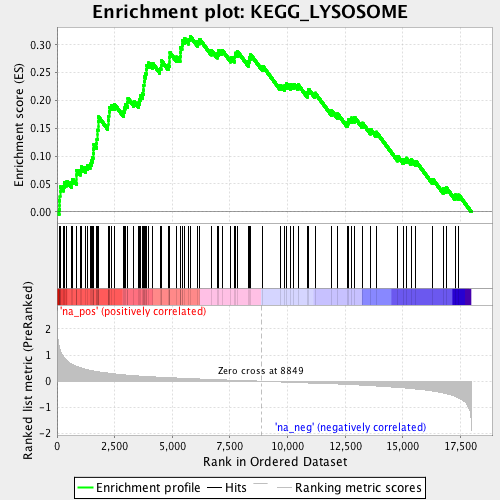 Enrichment plot: KEGG_LYSOSOME
Enrichment score (ES)
0.30
0.25
0.20
0.15
0.10
0.05
0.00
'na_pos' (positively correlated)
Ranked list metric (PreRanked)
2
1
0
-1
-2
Zero cross at 8849
'na_neg' (negatively correlated)
0
2,500
5,000
7,500
10,000
12,500
15,000
17,500
Rank in Ordered Dataset
Enrichment profile
Hits
Ranking metric scores